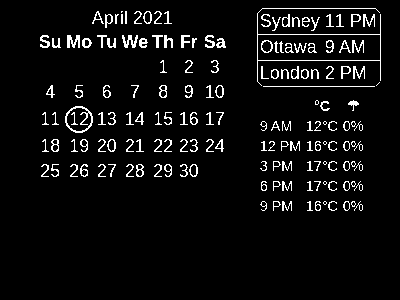 April 2021
Su Mo Tu We Th Fr Sa
1 2 3
4 5 6 7 8 9 10
11 12 13 14 15 16 17
18 19 20 21 22 23 24
25 26 27 28 29 30
Sydney 11 PM
Ottawa 9 AM
London 2 PM
°C
9 AM 12°C 0%
12 PM 16°C 0%
3 PM 17°C 0%
6 PM 17°C 0%
9 PM 16°C 0%